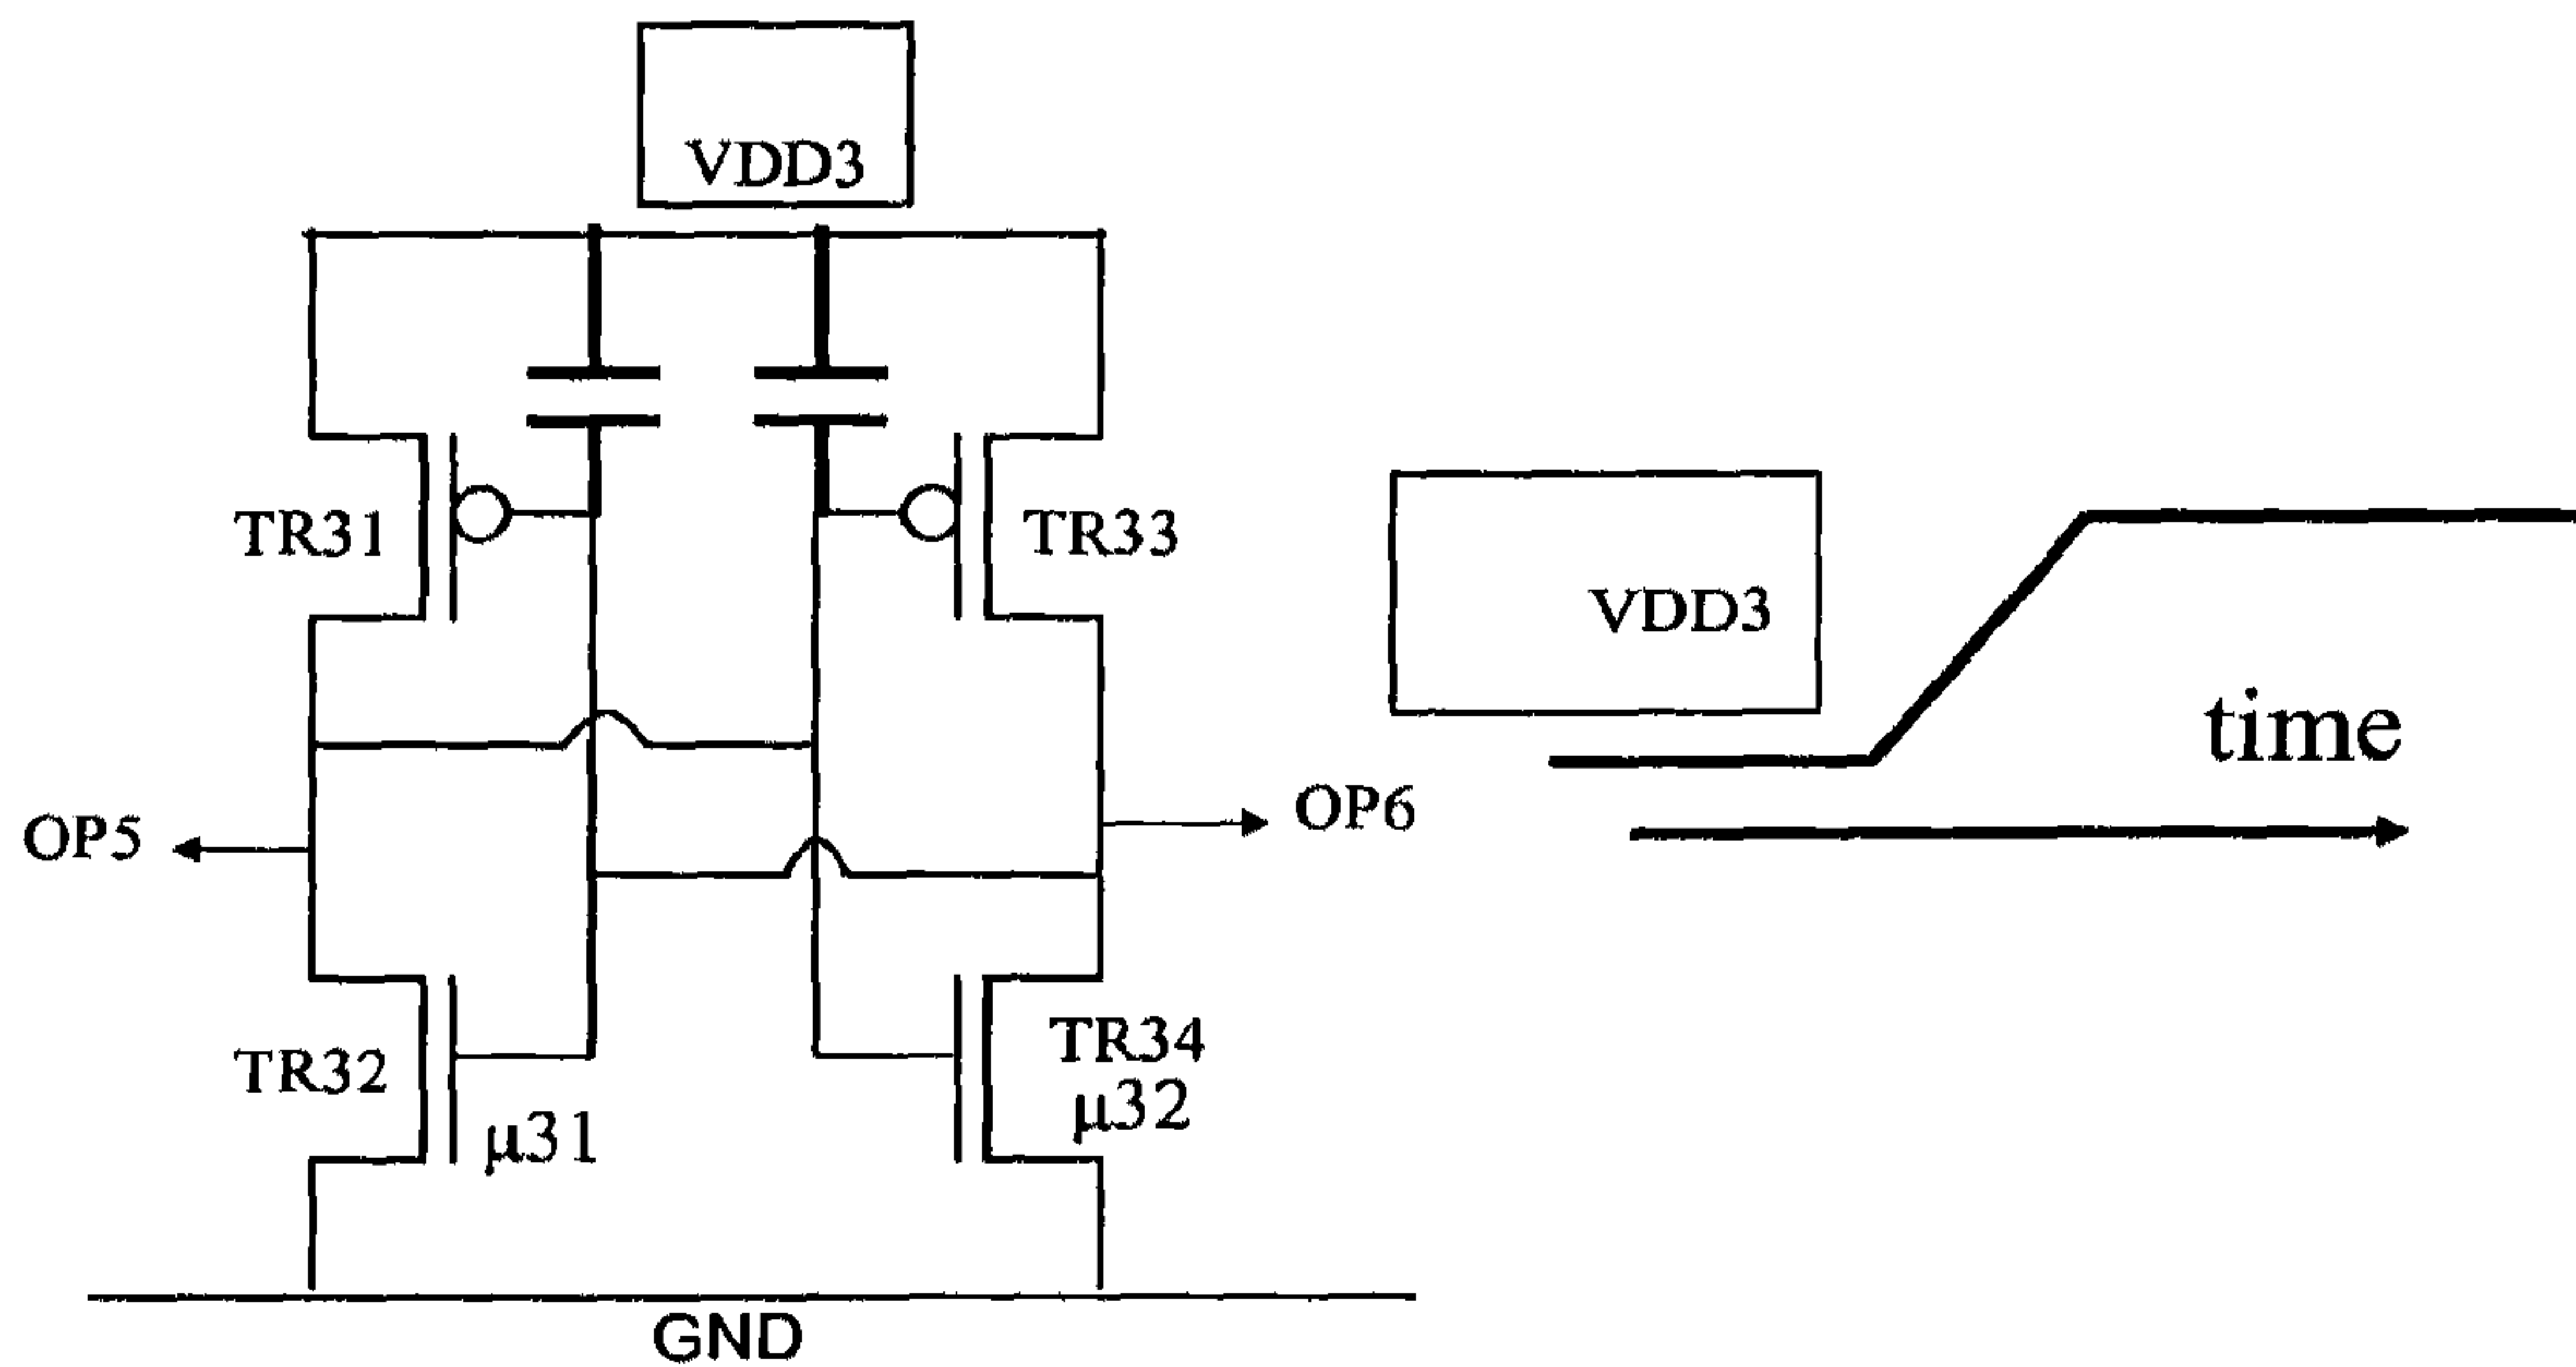 VDD3
TR31
TR33
VDD3
time
OP5
OP6
TR32
TR34
μ31
μ32
GND